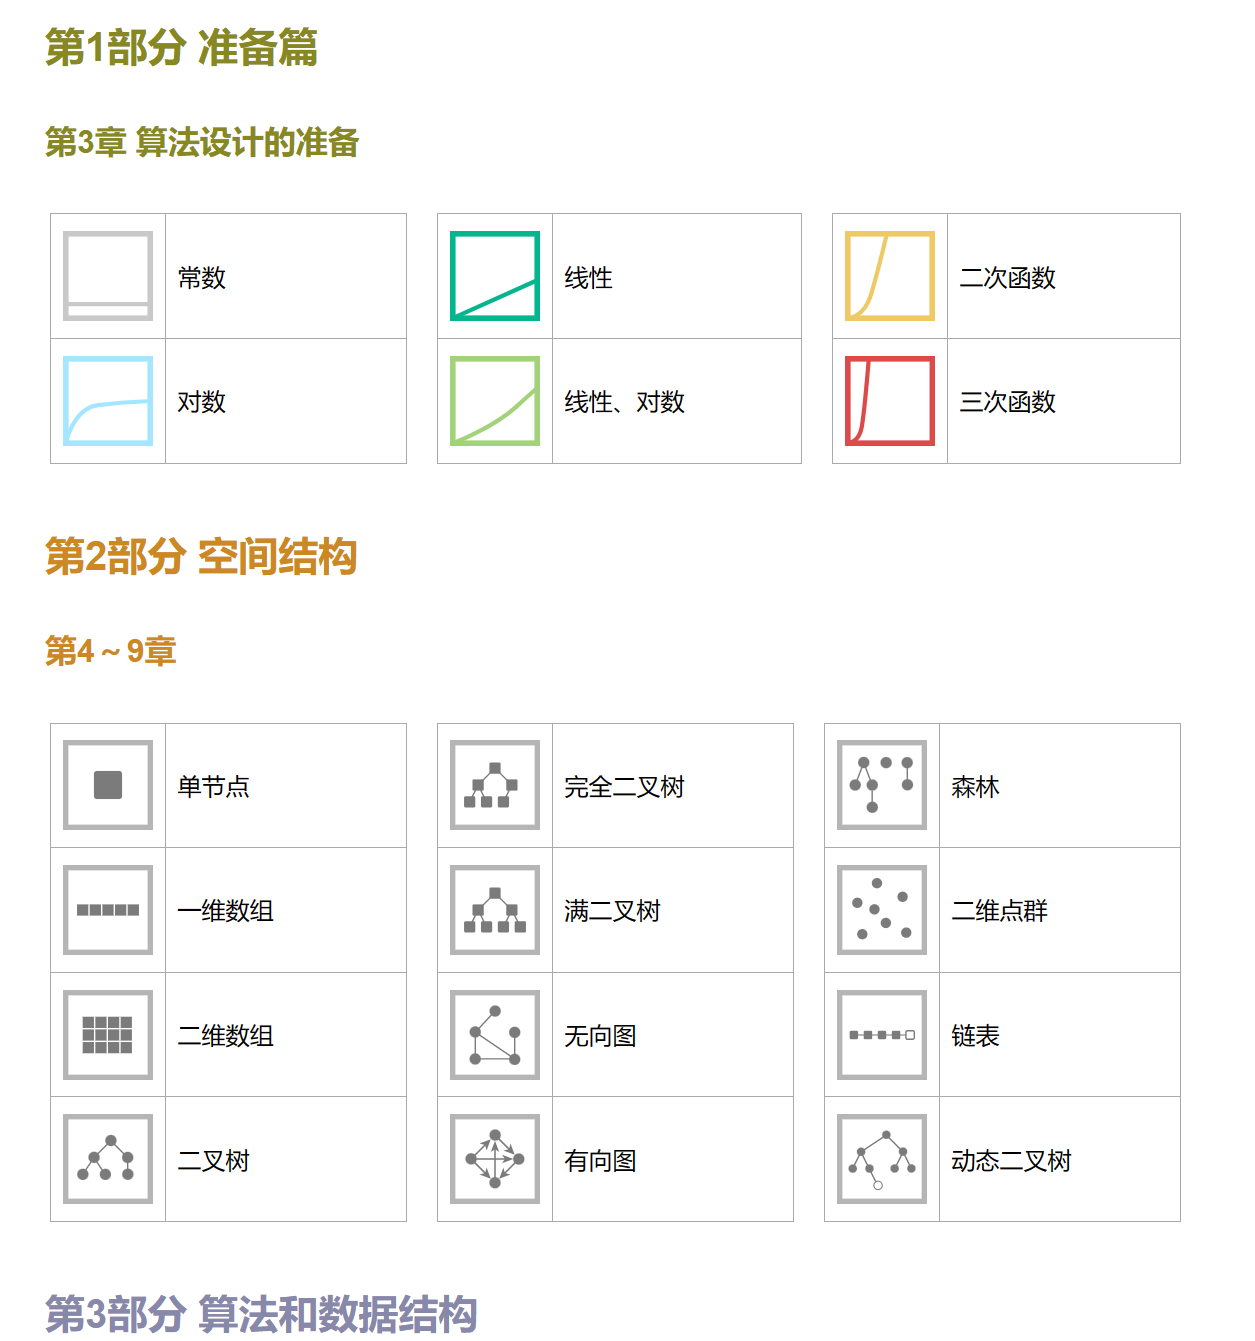 第1部分 准备篇
第3章 算法设计的准备
常数
线性
二次函数
对数
线性、对数
三次函数
第2部分 空间结构
第4～9章
单节点
完全二叉树
森林
一维数组
满二叉树
二维点群
二维数组
无向图
链表
二叉树
有向图
动态二叉树
第3部分 算法和数据结构